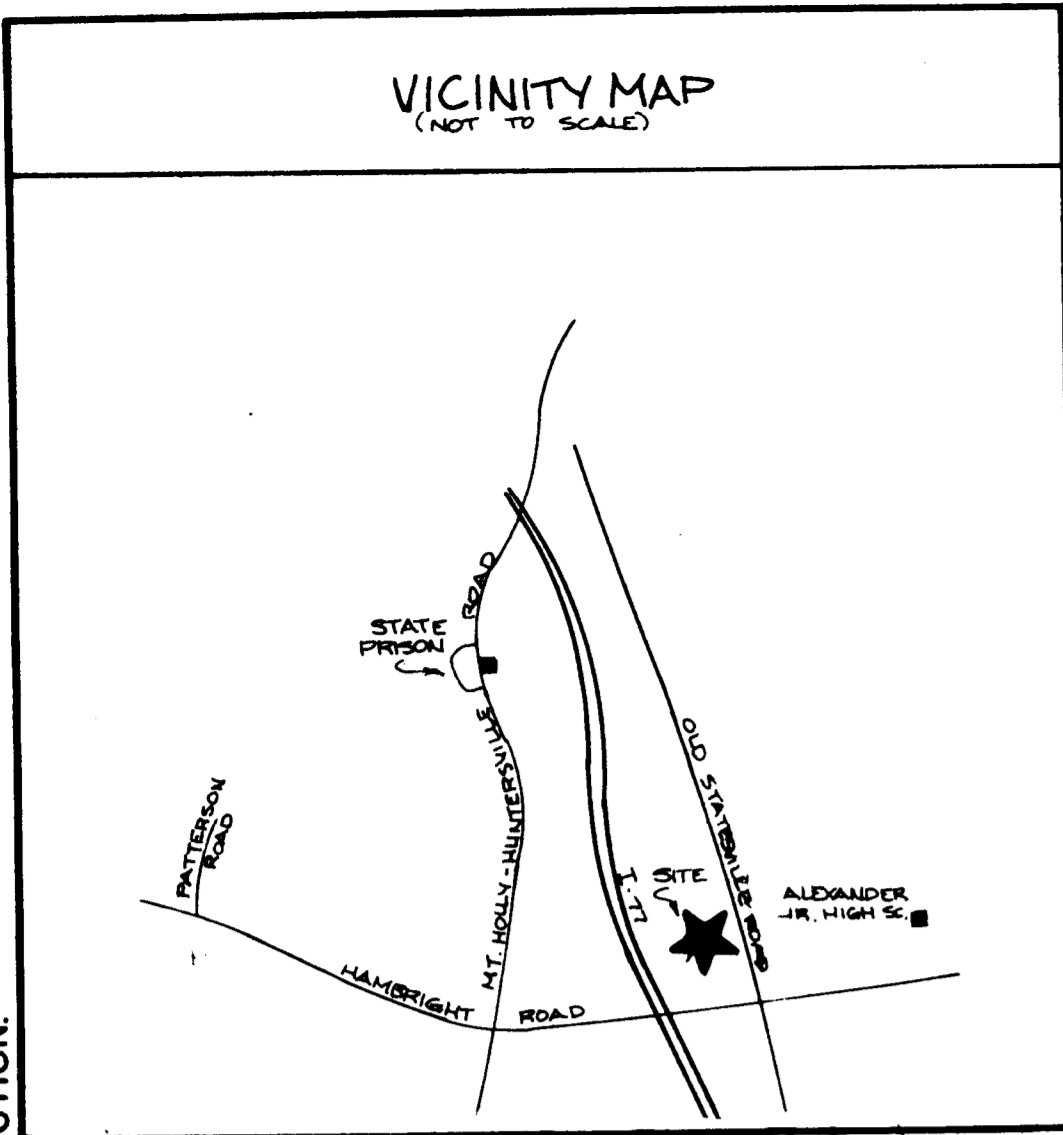 VICINITY MAP
(NOT TO SCALE)
STATE
PRISON
ROAD
MT. HOLLY - HUNTERSVILLE
OLD STATESVILLE ROAD
PATTERSON
ROAD
I-77
SITE
ALEXANDER
JR. HIGH SC.
HAMBRIGHT ROAD